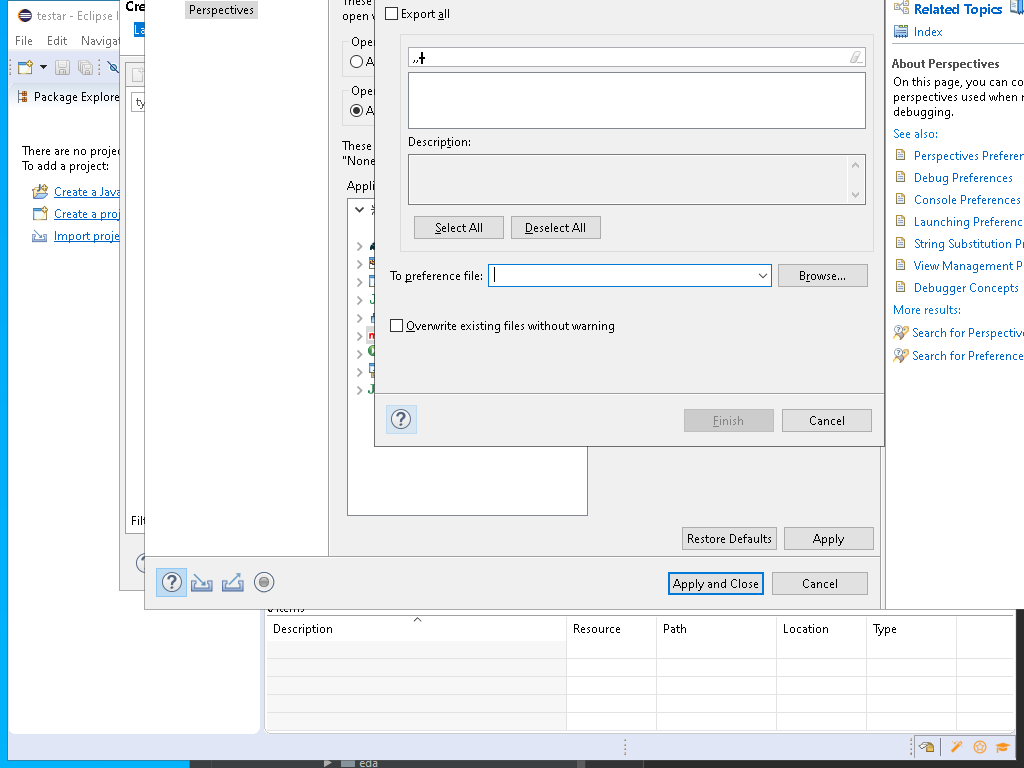 testar - Eclipse I
File Edit Navigat
Package Explore
There are no projec
To add a project:
Create a Java
Create a proj
Import proje
Cre
La
ty
Filt
Perspectives
These
open v
Ope
A
Ope
A
These
"None
Appli
Export all
,,ɫ
Description:
Select All
Deselect All
To preference file:
Browse...
Overwrite existing files without warning
Finish
Cancel
Restore Defaults
Apply
Apply and Close
Cancel
Related Topics
Index
About Perspectives
On this page, you can co
perspectives used when r
debugging.
See also:
Perspectives Preferen
Debug Preferences
Console Preferences
Launching Preferenc
String Substitution P
View Management P
Debugger Concepts
More results:
Search for Perspectiv
Search for Preference
items
Description Resource Path Location Type
eda